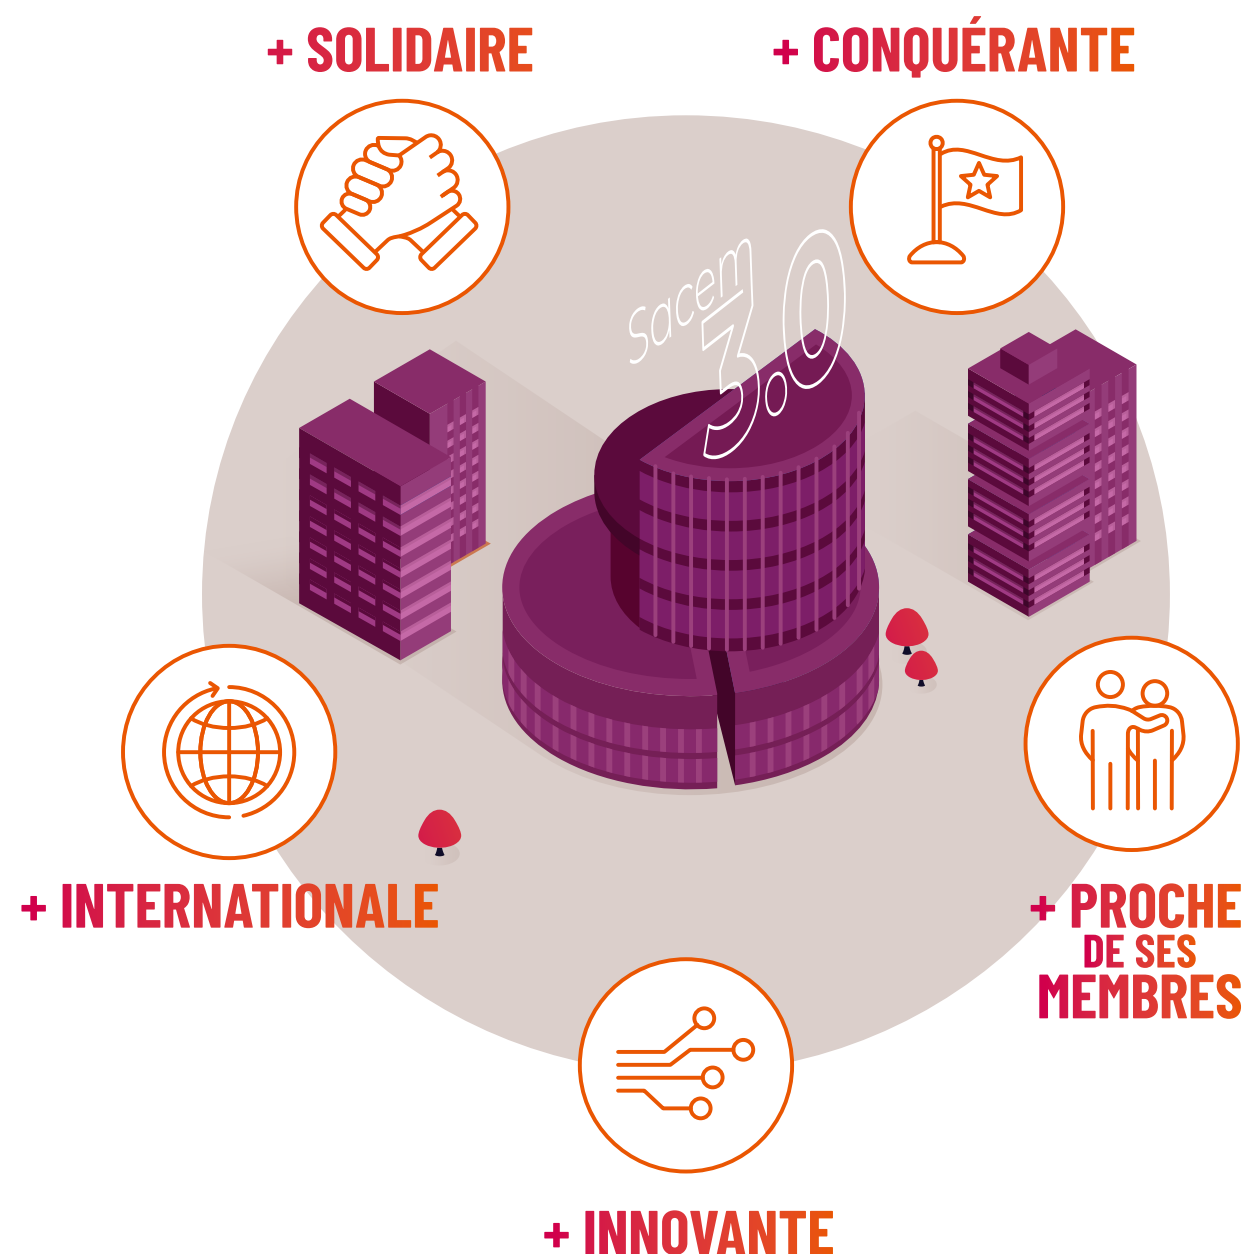 + SOLIDAIRE
+ CONQUÉRANTE
Sacem
3.0
+ INTERNATIONALE
+ PROCHE
DE SES
MEMBRES
+ INNOVANTE